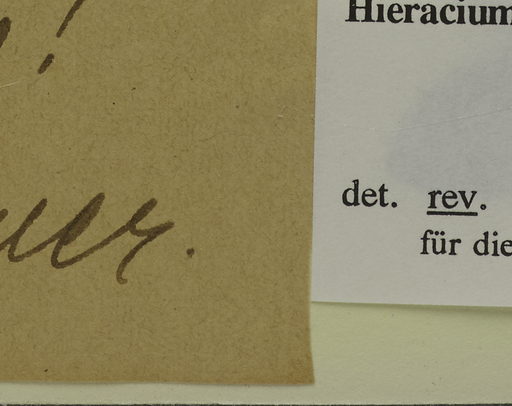 !
Hieracium
det. rev.
für die